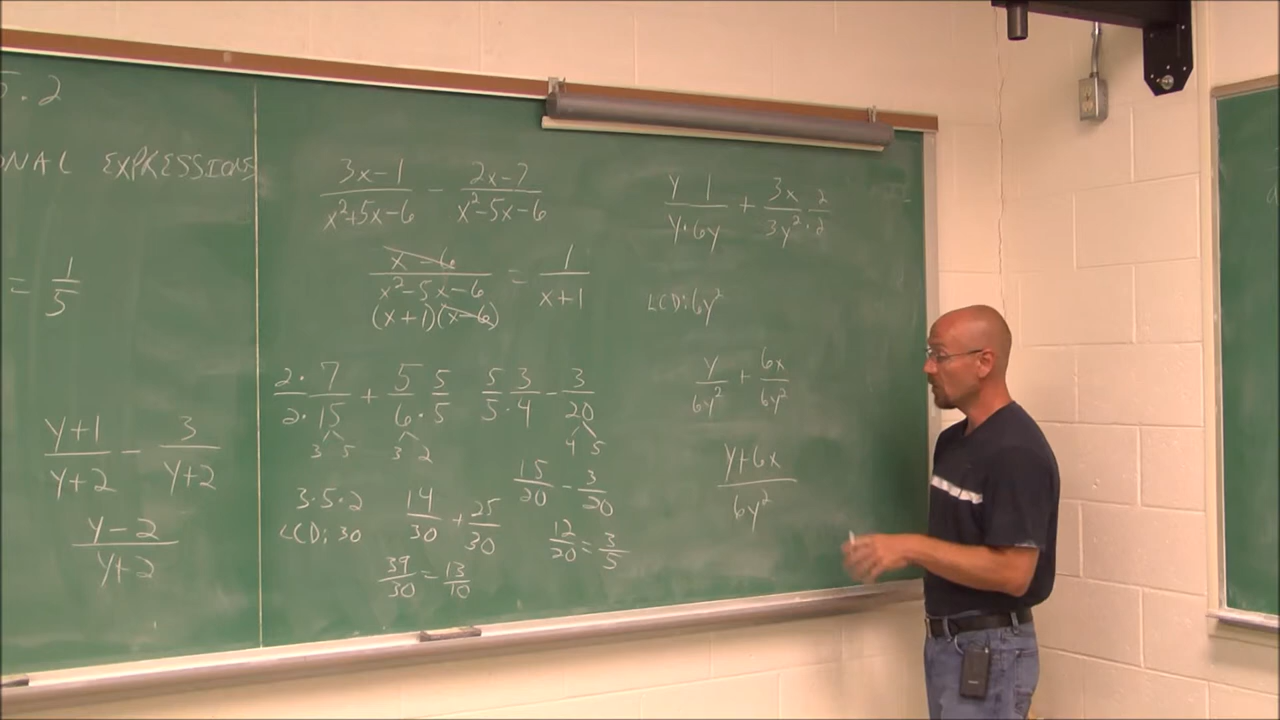 5.2
NAL EXPRESSIONS
= 1/5
(y+1)/(y+2) - 3/(y+2)
(y-2)/(y+2)
(3x-1)/(x²+5x-6) - (2x-7)/(x²-5x-6)
(x-6)/(x²-5x-6) = 1/(x+1)
(x+1)(x-6)
2·7/2·15 + 5·5/6·5
3 5 3 2
3·5·2
LCD: 30
14/30 + 25/30
39/30 = 13/10
5·3/5·4 - 3/20
4 5
15/20 - 3/20
12/20 = 3/5
y·1/y·6y + 3x·2/3y²·2
LCD: 6y²
y/6y² + 6x/6y²
(y+6x)/6y²